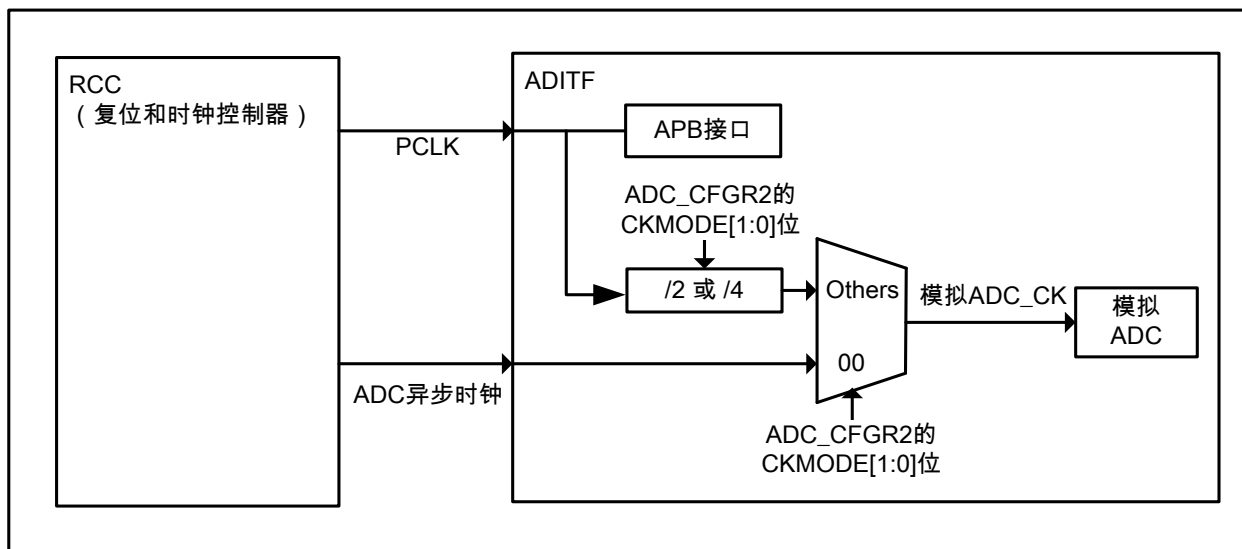 RCC
（复位和时钟控制器）
PCLK
ADC异步时钟
ADITF
APB接口
ADC_CFGR2的
CKMODE[1:0]位
/2 或 /4
Others
00
ADC_CFGR2的
CKMODE[1:0]位
模拟ADC_CK
模拟
ADC